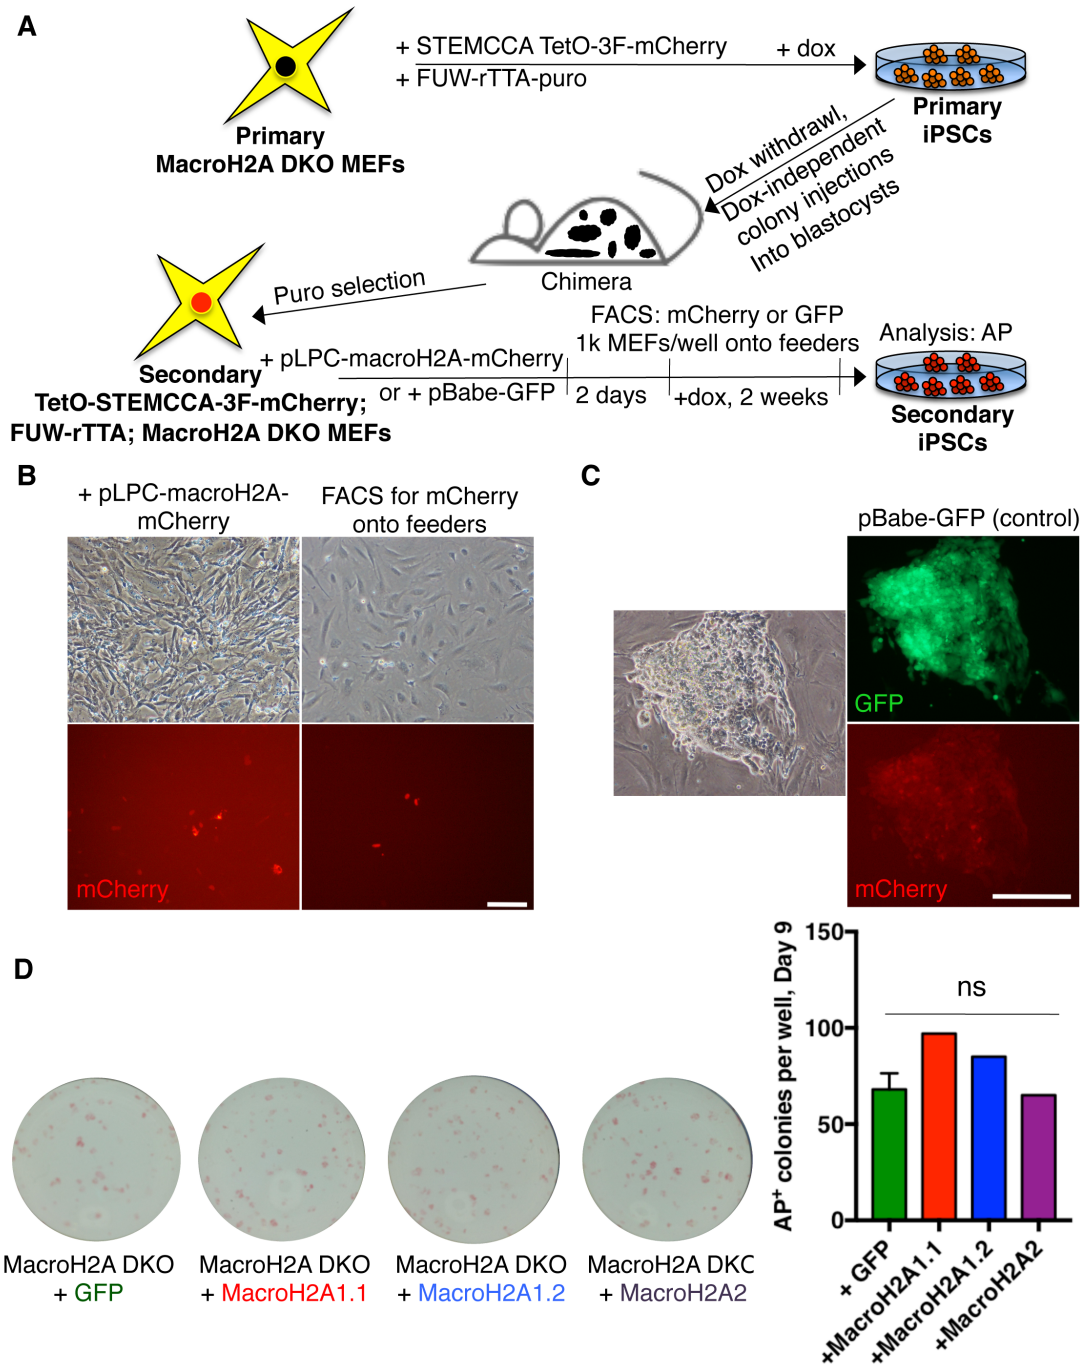 A
+ STEMCCA TetO-3F-mCherry
+ dox
+ FUW-rTTA-puro
Primary
MacroH2A DKO MEFs
Primary
iPSCs
Dox withdrawl,
Dox-independent
colony injections
Into blastocysts
Chimera
Puro selection
FACS: mCherry or GFP
1k MEFs/well onto feeders
Analysis: AP
+ pLPC-macroH2A-mCherry
or + pBabe-GFP
2 days
+dox, 2 weeks
Secondary
TetO-STEMCCA-3F-mCherry;
FUW-rTTA; MacroH2A DKO MEFs
Secondary
iPSCs
B
+ pLPC-macroH2A-
mCherry
FACS for mCherry
onto feeders
mCherry
C
pBabe-GFP (control)
GFP
mCherry
D
MacroH2A DKO
+ GFP
MacroH2A DKO
+ MacroH2A1.1
MacroH2A DKO
+ MacroH2A1.2
MacroH2A DKC
+ MacroH2A2
AP+ colonies per well, Day 9
150
100
50
0
ns
+ GFP
+MacroH2A1.1
+MacroH2A1.2
+MacroH2A2